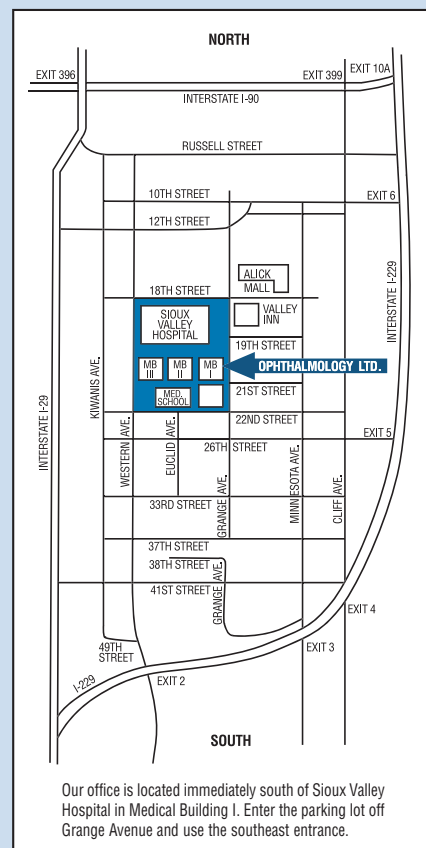 NORTH
EXIT 396
EXIT 399
EXIT 10A
INTERSTATE I-90
RUSSELL STREET
10TH STREET
EXIT 6
12TH STREET
ALICK
MALL
18TH STREET
SIOUX
VALLEY
HOSPITAL
VALLEY
INN
INTERSTATE I-229
19TH STREET
MB
III
MB
II
MB
I
OPHTHALMOLOGY LTD.
KIWANIS AVE.
MED.
SCHOOL
21ST STREET
22ND STREET
INTERSTATE I-29
WESTERN AVE.
EUCLID AVE.
26TH STREET
EXIT 5
GRANGE AVE.
MINNESOTA AVE.
CLIFF AVE.
33RD STREET
37TH STREET
38TH STREET
41ST STREET
GRANGE AVE.
EXIT 4
49TH
STREET
EXIT 3
I-229
EXIT 2
SOUTH
Our office is located immediately south of Sioux Valley
Hospital in Medical Building I. Enter the parking lot off
Grange Avenue and use the southeast entrance.